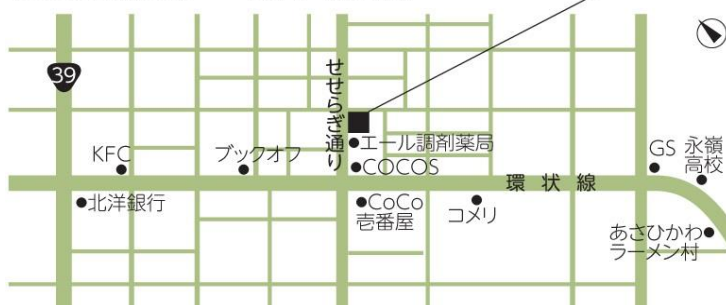 39
せせらぎ通り
エール調剤薬局
KFC
ブックオフ
COCOS
GS
永嶺
高校
環状線
北洋銀行
CoCo
壱番屋
コメリ
あさひかわ
ラーメン村